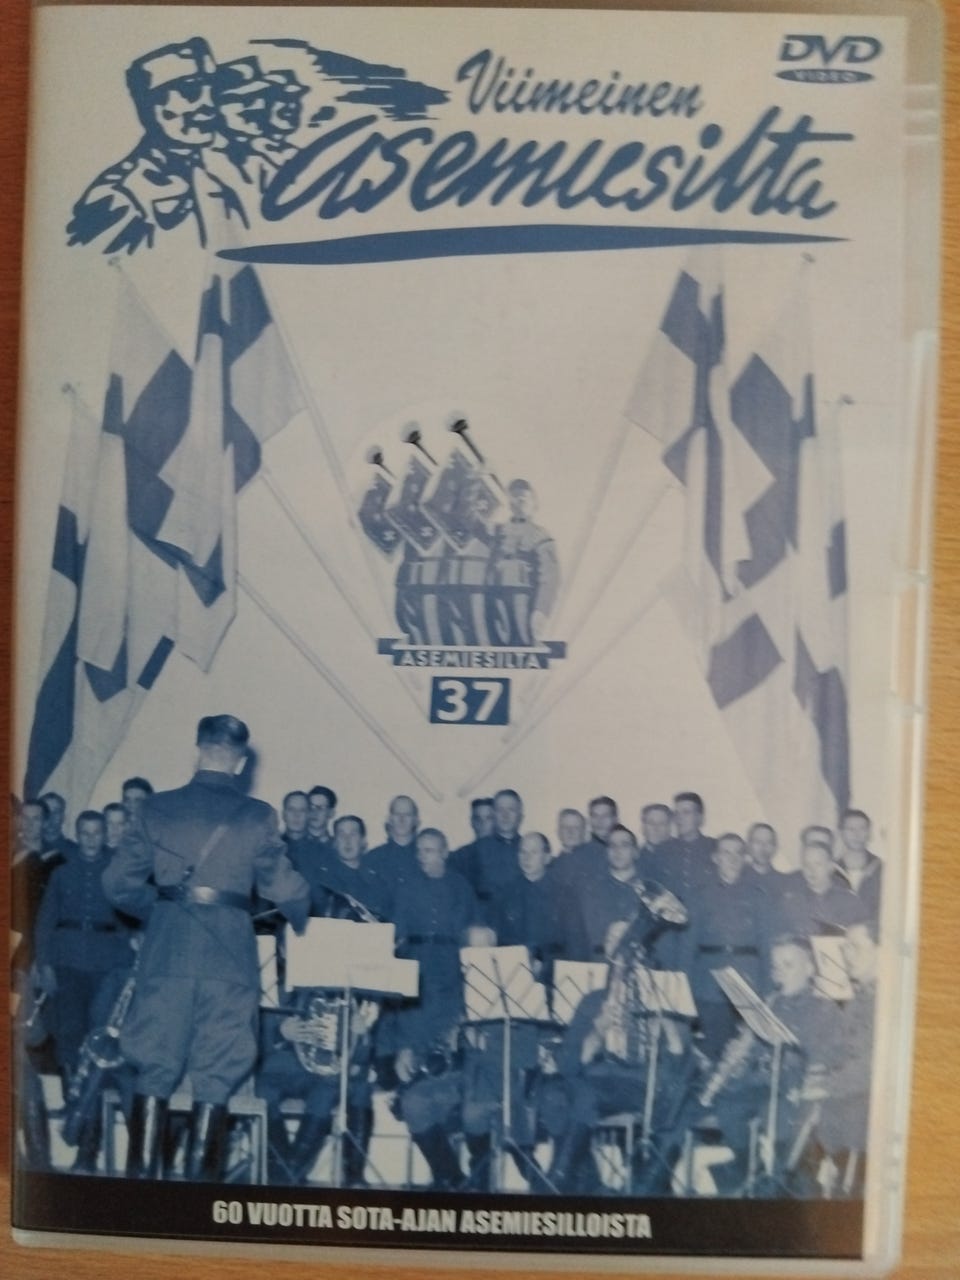 DVD
VIDEO
Viimeinen
Asemiesilta
ASEMIESILTA
37
60 VUOTTA SOTA-AJAN ASEMIESILLOISTA